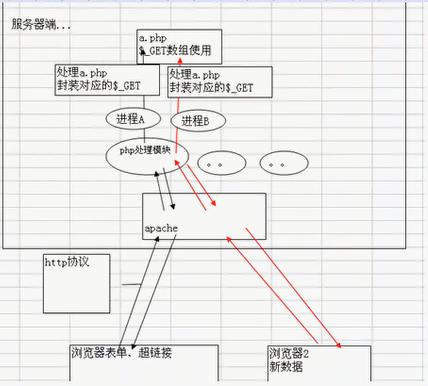 服务器端...
a.php
$_GET数组使用
处理a.php
封装对应的$_GET
处理a.php
封装对应的$_GET
进程A
进程B
php处理模块
。。
。。
apache
http协议
浏览器表单、超链接
浏览器2
新数据